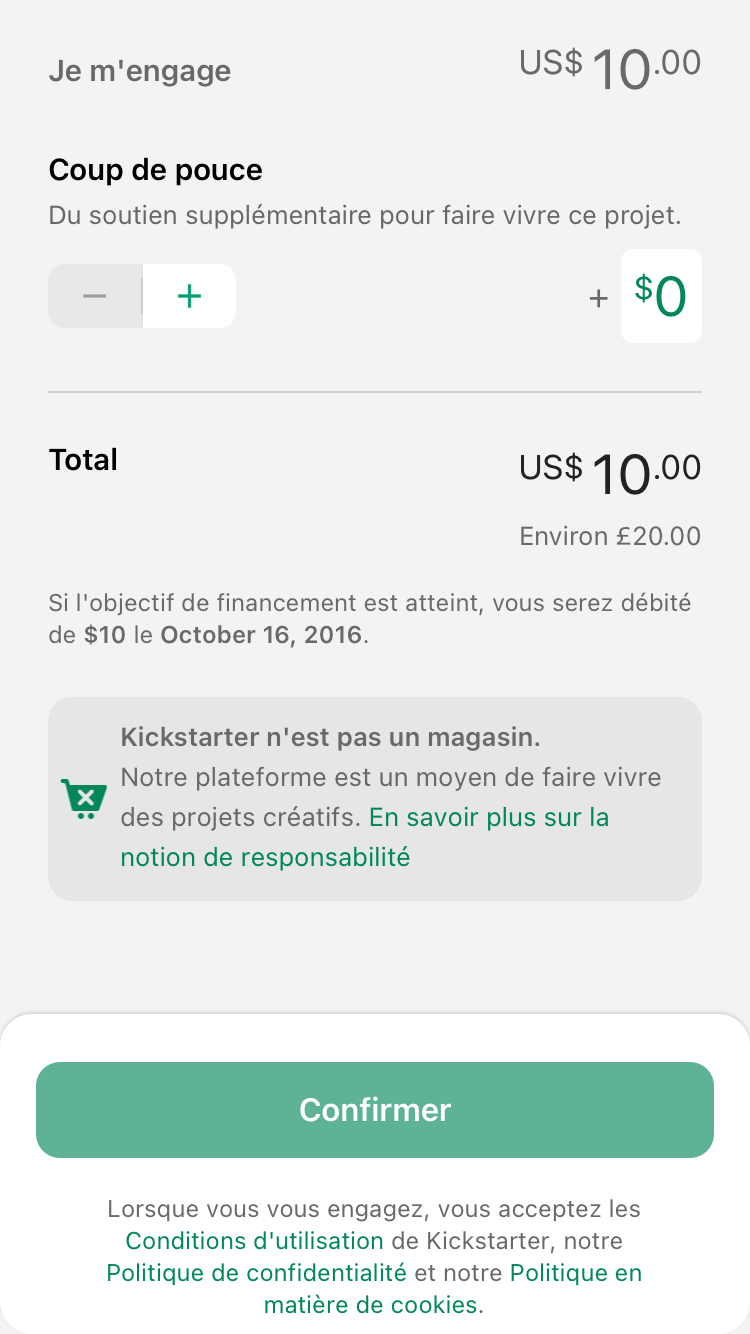 Je m'engage US$ 10.00
Coup de pouce
Du soutien supplémentaire pour faire vivre ce projet.
− + + $0
Total US$ 10.00
Environ £20.00
Si l'objectif de financement est atteint, vous serez débité
de $10 le October 16, 2016.
Kickstarter n'est pas un magasin.
Notre plateforme est un moyen de faire vivre
des projets créatifs. En savoir plus sur la
notion de responsabilité
Confirmer
Lorsque vous vous engagez, vous acceptez les
Conditions d'utilisation de Kickstarter, notre
Politique de confidentialité et notre Politique en
matière de cookies.